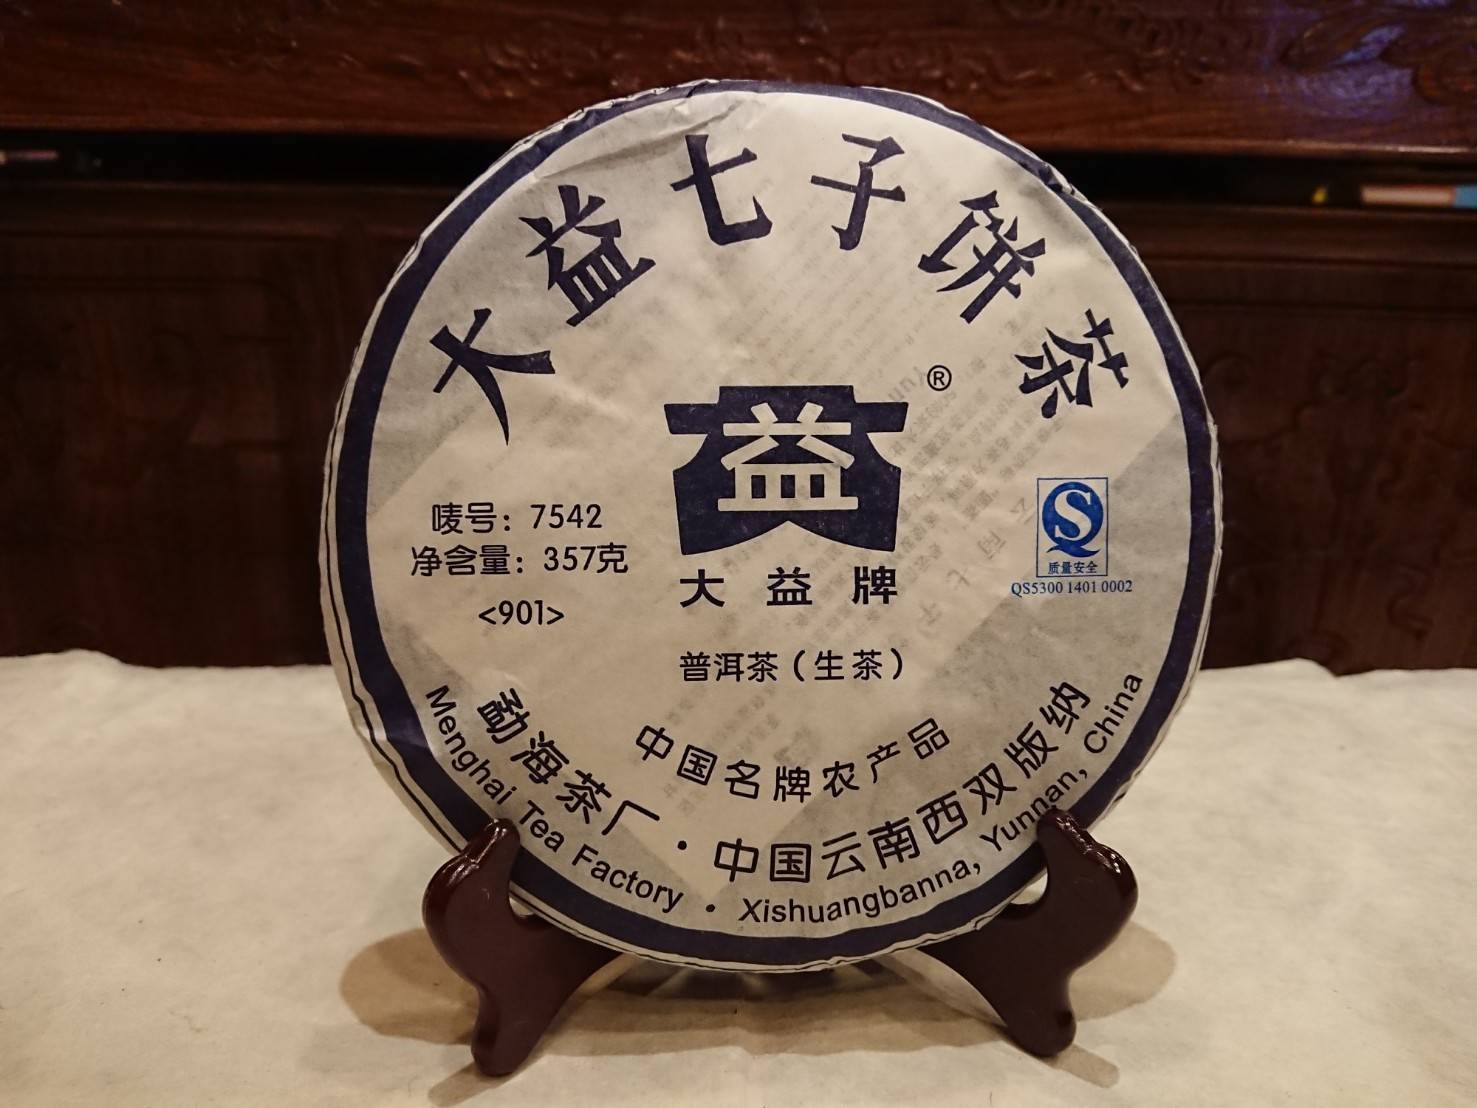 大益七子饼茶
益
®
唛号：7542
净含量：357克
<901>
大益牌
普洱茶（生茶）
质量安全
QS5300 1401 0002
中国名牌农产品
勐海茶厂·中国云南西双版纳
Menghai Tea Factory · Xishuangbanna, Yunnan, China